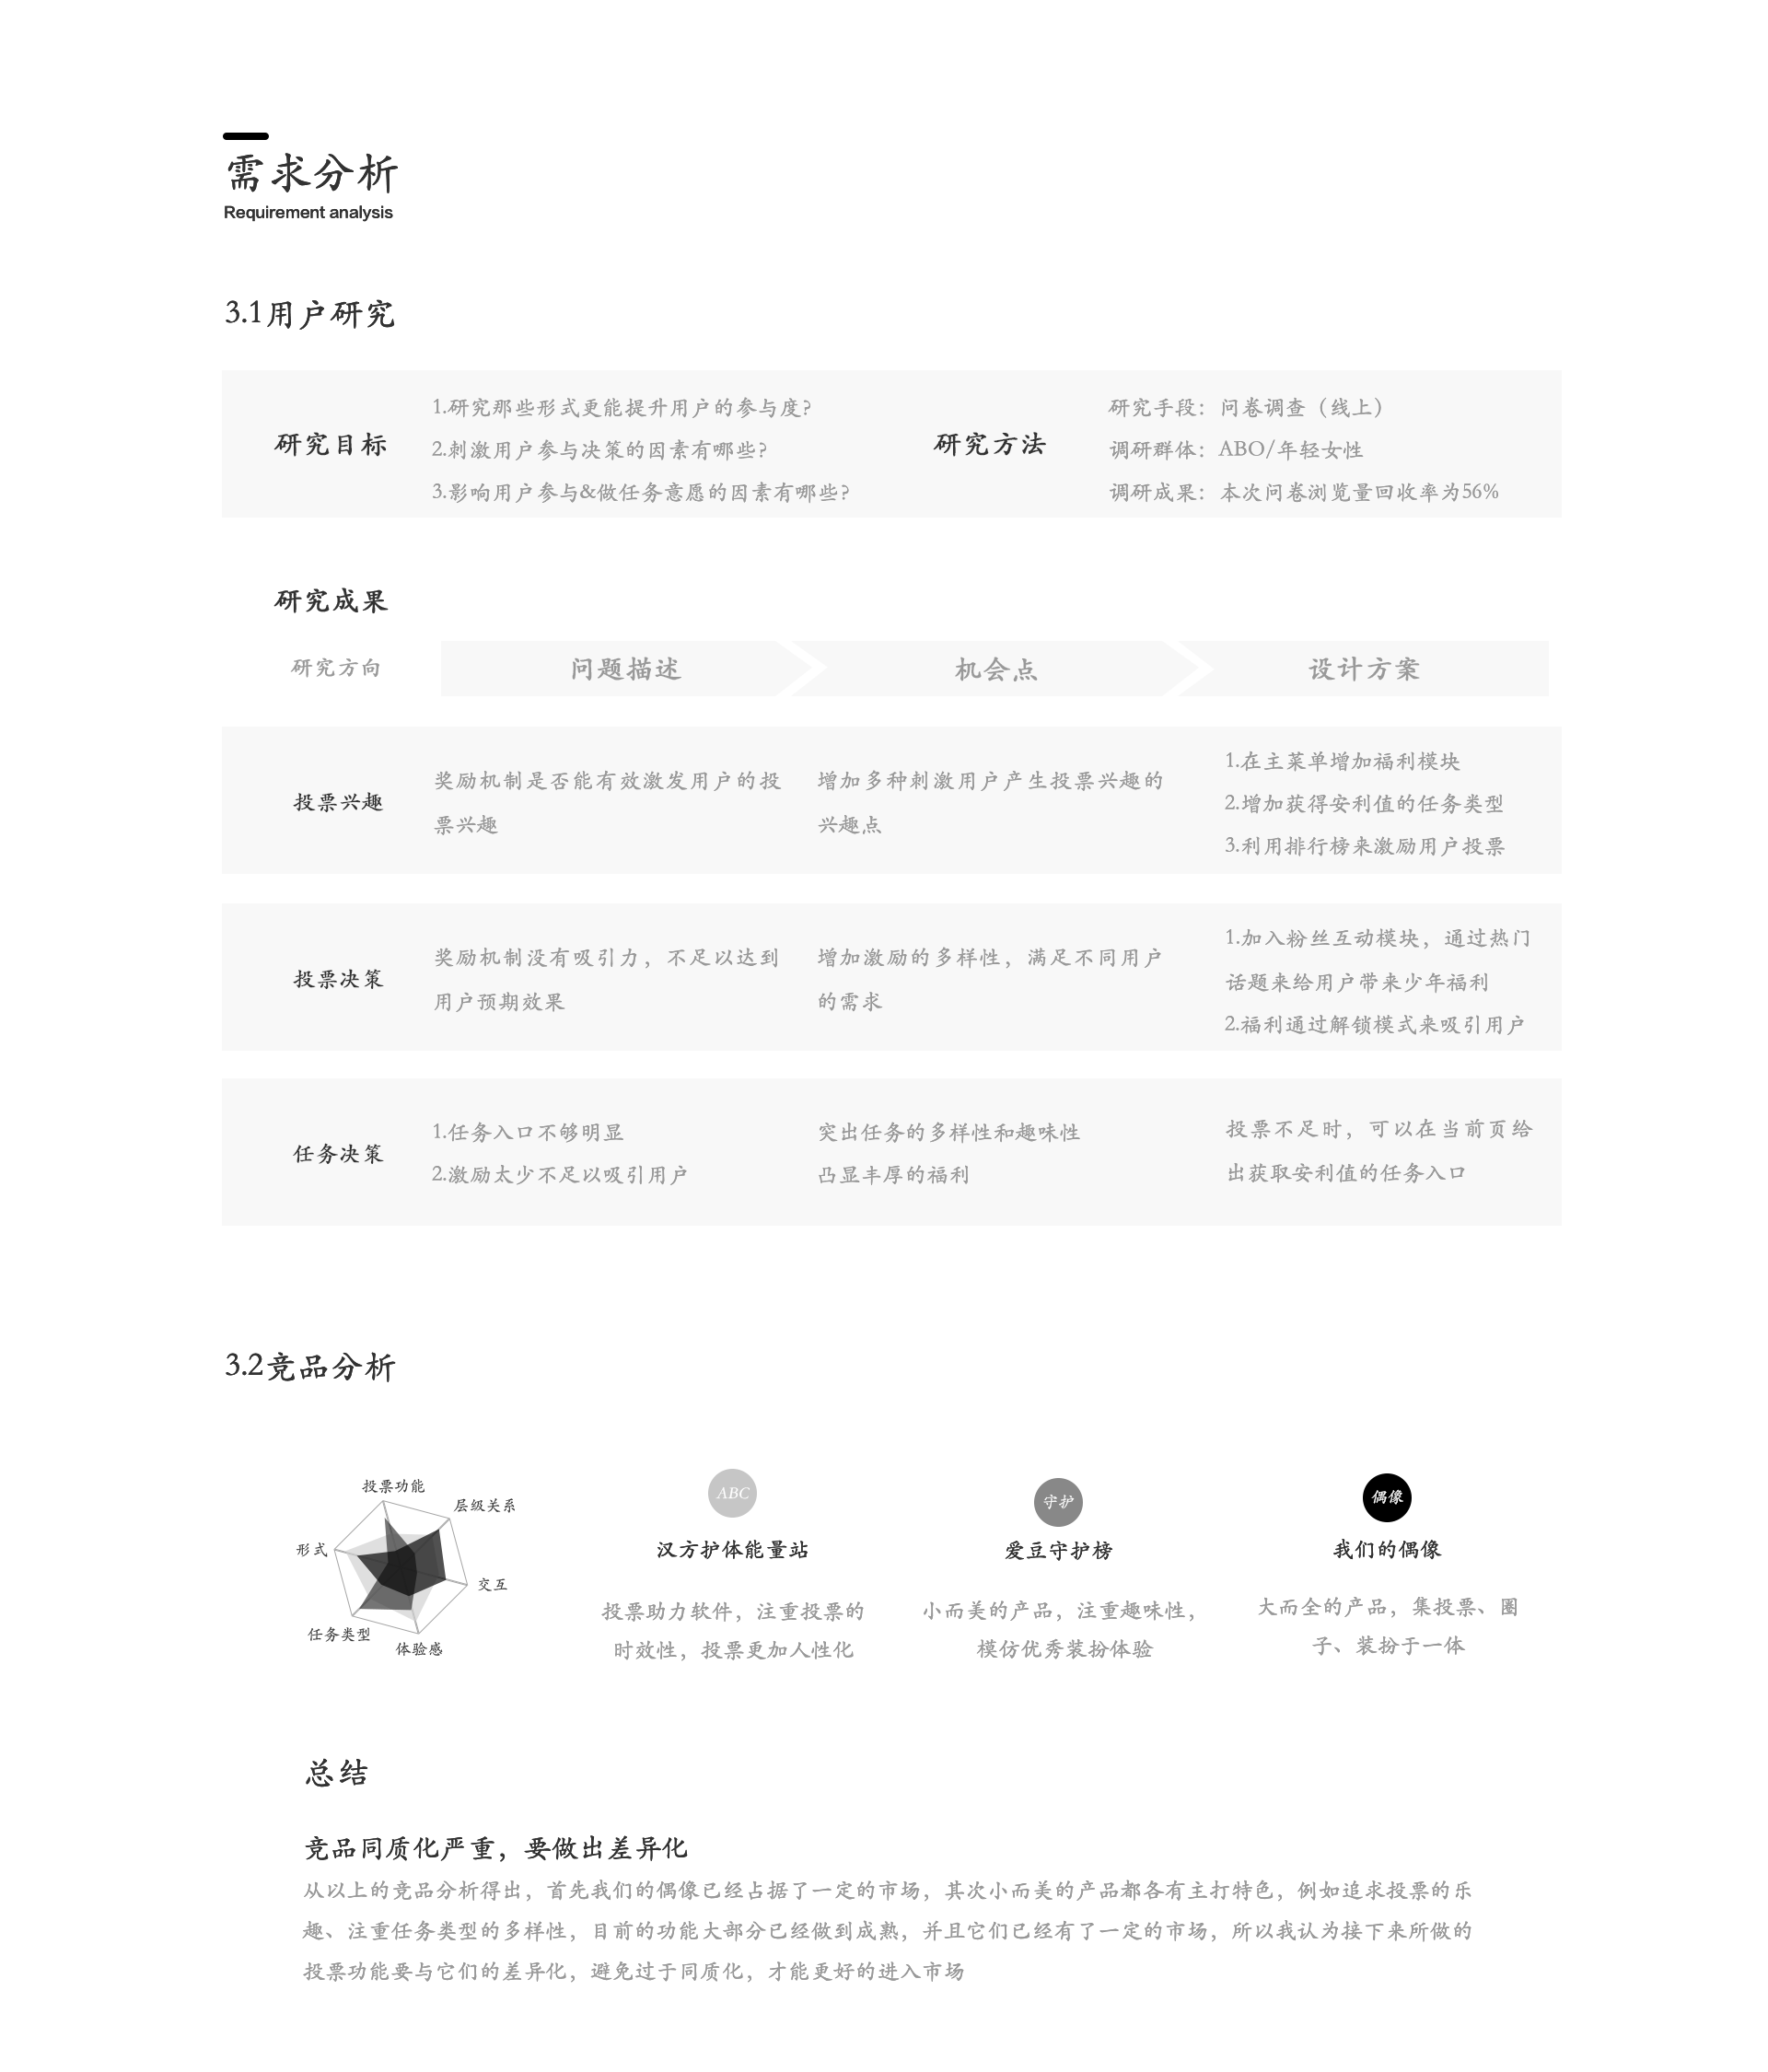 需求分析
Requirement analysis
3.1用户研究
研究目标
1.研究那些形式更能提升用户的参与度?
2.刺激用户参与决策的因素有哪些?
3.影响用户参与&做任务意愿的因素有哪些?
研究方法
研究手段：问卷调查（线上）
调研群体：ABO/年轻女性
调研成果：本次问卷浏览量回收率为56%
研究成果
研究方向
问题描述
机会点
设计方案
投票兴趣
奖励机制是否能有效激发用户的投
票兴趣
增加多种刺激用户产生投票兴趣的
兴趣点
1.在主菜单增加福利模块
2.增加获得安利值的任务类型
3.利用排行榜来激励用户投票
投票决策
奖励机制没有吸引力，不足以达到
用户预期效果
增加激励的多样性，满足不同用户
的需求
1.加入粉丝互动模块，通过热门
话题来给用户带来少年福利
2.福利通过解锁模式来吸引用户
任务决策
1.任务入口不够明显
2.激励太少不足以吸引用户
突出任务的多样性和趣味性
凸显丰厚的福利
投票不足时，可以在当前页给
出获取安利值的任务入口
3.2竞品分析
投票功能
层级关系
形式
交互
任务类型
体验感
ABC
汉方护体能量站
投票助力软件，注重投票的
时效性，投票更加人性化
守护
爱豆守护榜
小而美的产品，注重趣味性，
模仿优秀装扮体验
偶像
我们的偶像
大而全的产品，集投票、圈
子、装扮于一体
总结
竞品同质化严重，要做出差异化
从以上的竞品分析得出，首先我们的偶像已经占据了一定的市场，其次小而美的产品都各有主打特色，例如追求投票的乐
趣、注重任务类型的多样性，目前的功能大部分已经做到成熟，并且它们已经有了一定的市场，所以我认为接下来所做的
投票功能要与它们的差异化，避免过于同质化，才能更好的进入市场